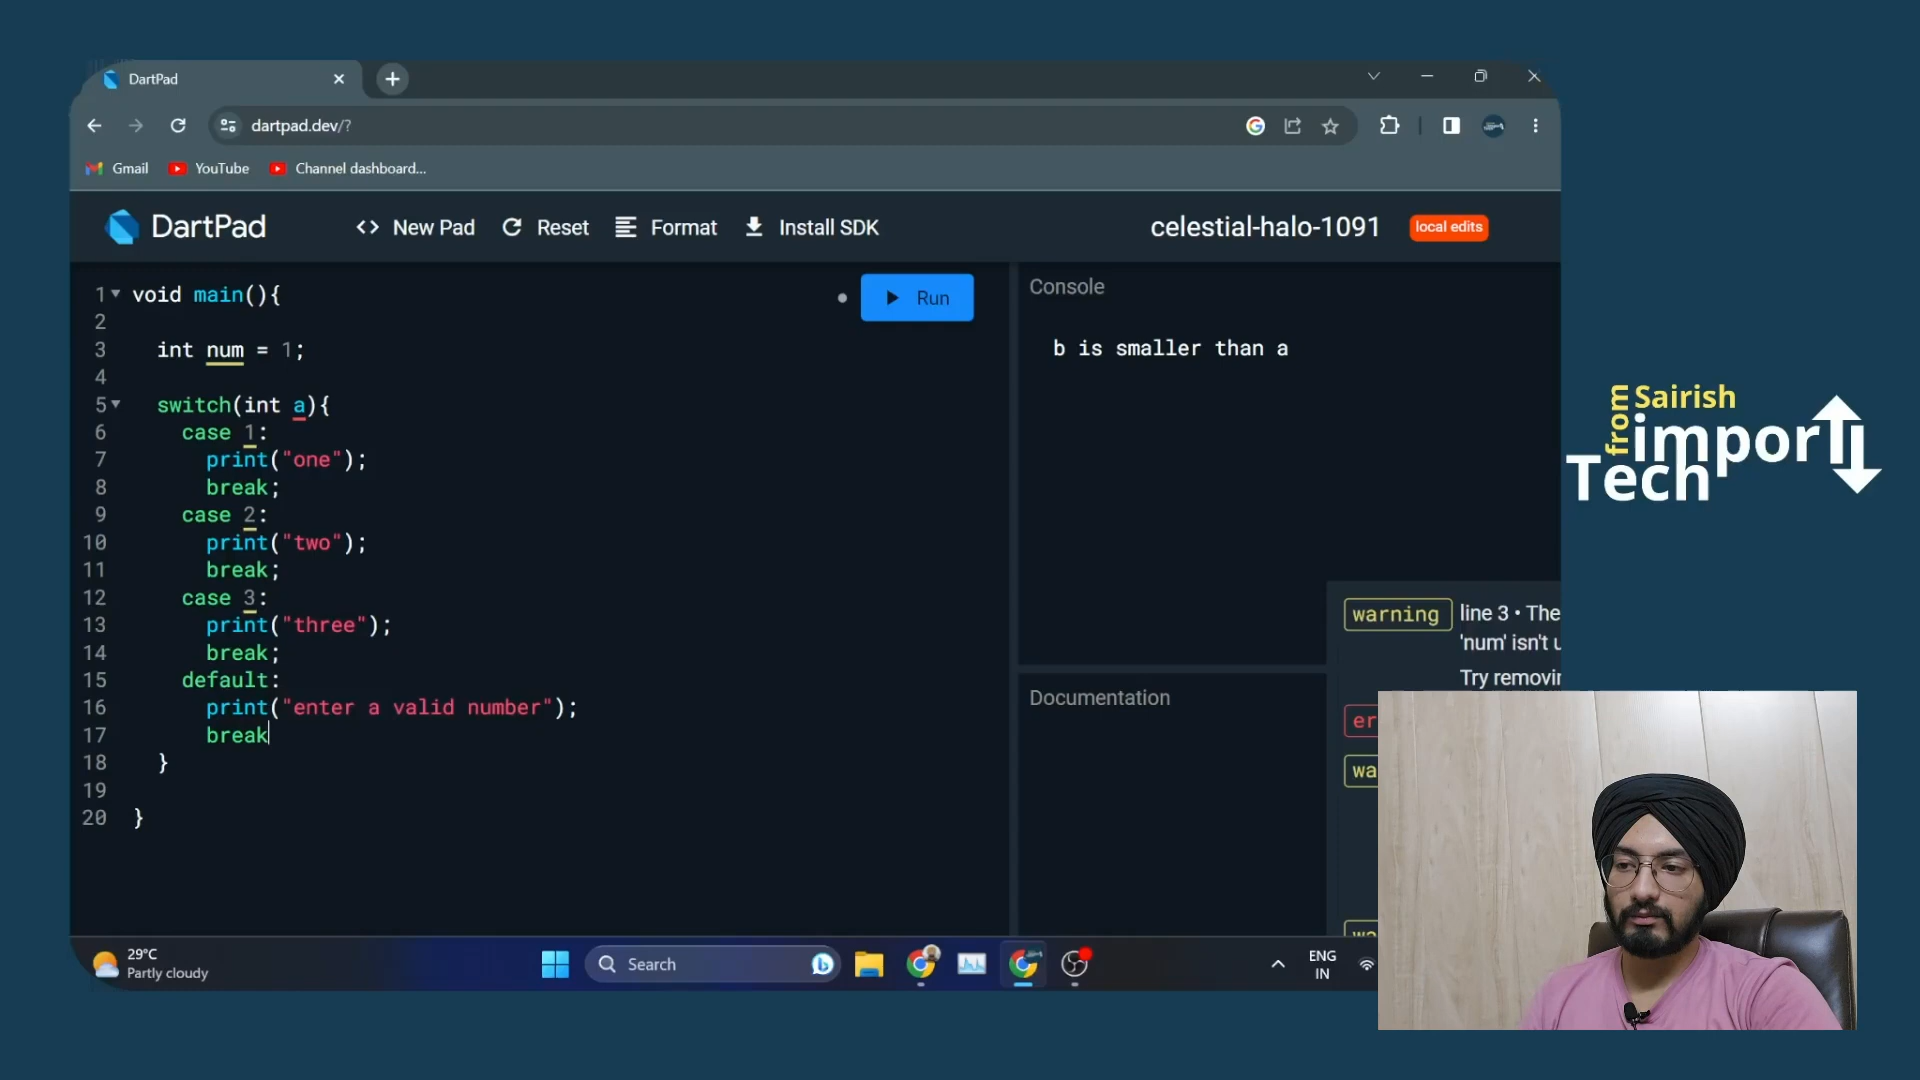 DartPad
dartpad.dev/?
Gmail YouTube Channel dashboard...
DartPad New Pad Reset Format Install SDK celestial-halo-1091 local edits
Run
1 void main(){
2
3 int num = 1;
4
5 switch(int a){
6 case 1:
7 print("one");
8 break;
9 case 2:
10 print("two");
11 break;
12 case 3:
13 print("three");
14 break;
15 default:
16 print("enter a valid number");
17 break
18 }
19
20 }
Console
b is smaller than a
warning line 3 • The
'num' isn't u
Try removin
er
wa
Documentation
from Sairish
import
Tech
29°C
Partly cloudy
Search
ENG
IN